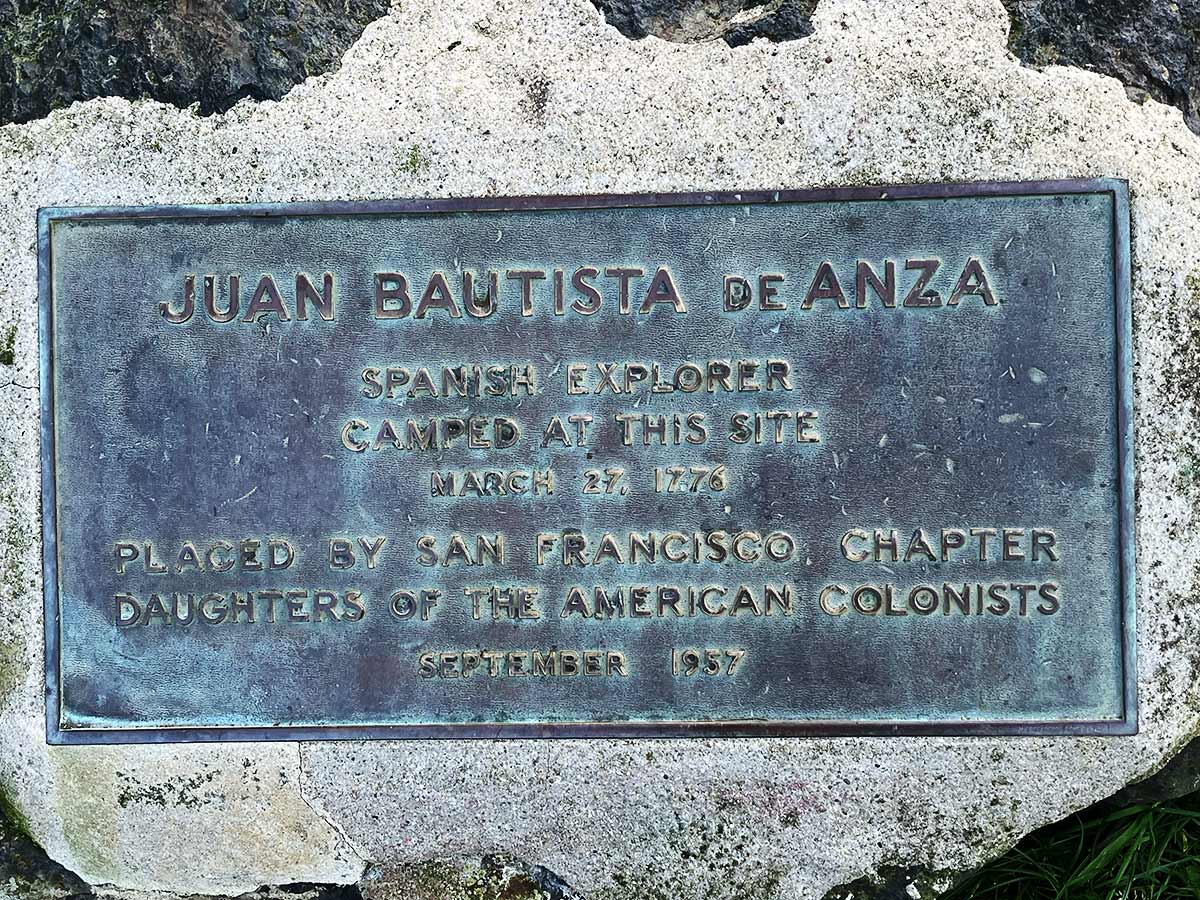 JUAN BAUTISTA DE ANZA
SPANISH EXPLORER
CAMPED AT THIS SITE
MARCH 27, 1776
PLACED BY SAN FRANCISCO CHAPTER
DAUGHTERS OF THE AMERICAN COLONISTS
SEPTEMBER 1957